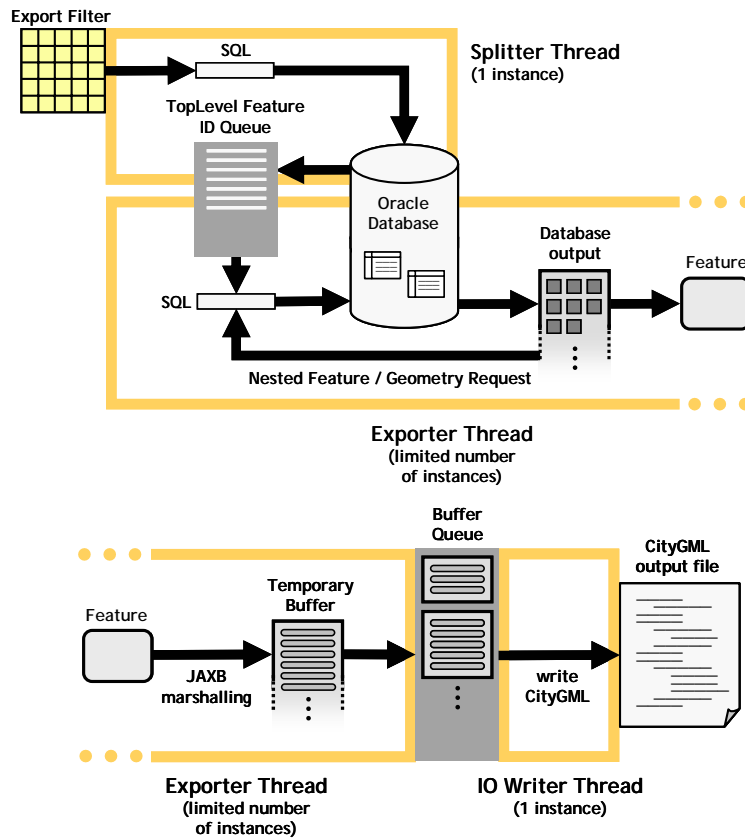 Export Filter
SQL
Splitter Thread
(1 instance)
TopLevel Feature
ID Queue
Oracle
Database
Database
output
Feature
SQL
Nested Feature / Geometry Request
Exporter Thread
(limited number
of instances)
Buffer
Queue
CityGML
output file
Temporary
Buffer
Feature
JAXB
marshalling
write
CityGML
Exporter Thread
(limited number
of instances)
IO Writer Thread
(1 instance)